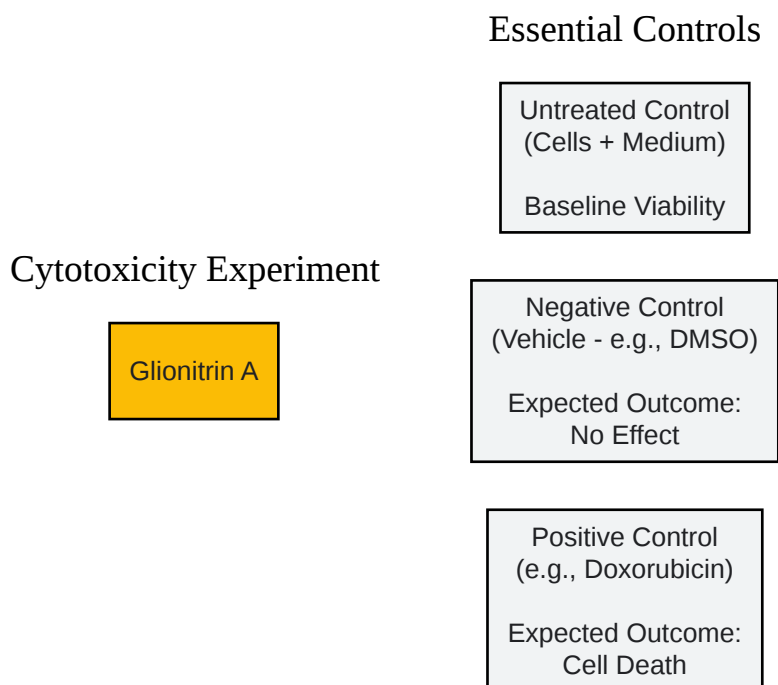 Cytotoxicity Experiment
Glionitrin A
Essential Controls
Untreated Control
(Cells + Medium)
Baseline Viability
Negative Control
(Vehicle - e.g., DMSO)
Expected Outcome:
No Effect
Positive Control
(e.g., Doxorubicin)
Expected Outcome:
Cell Death